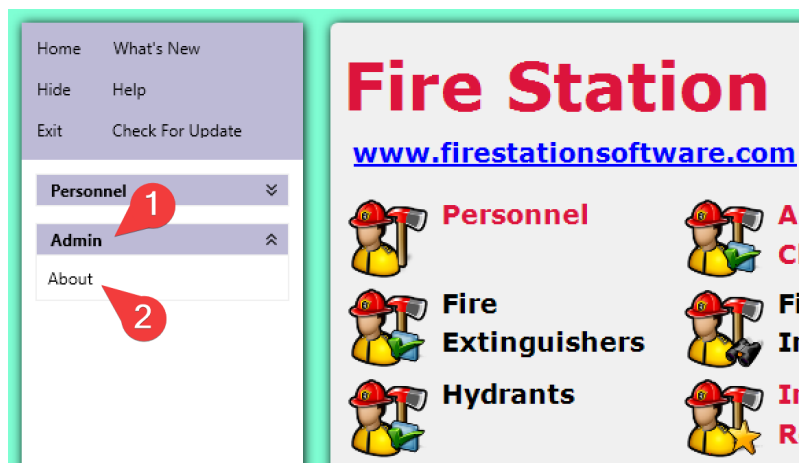 Home What's New
Hide Help
Exit Check For Update
Personnel
1
Admin
About
2
Fire Station
www.firestationsoftware.com
Personnel
Fire
Extinguishers
Hydrants